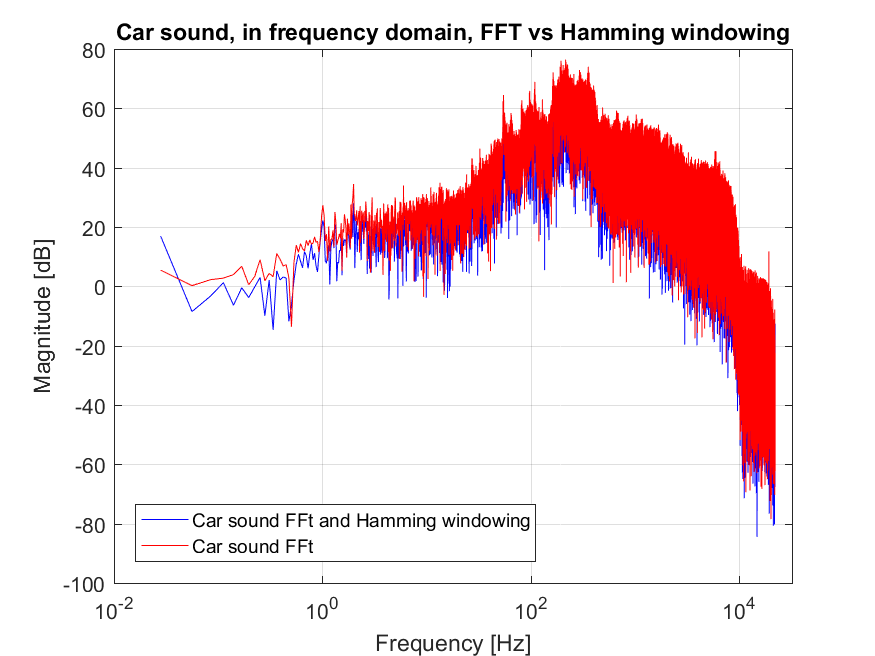 Car sound, in frequency domain, FFT vs Hamming windowing
80
60
40
20
0
-20
-40
-60
-80
-100
Magnitude [dB]
Car sound FFt and Hamming windowing
Car sound FFt
10-2
100
102
104
Frequency [Hz]